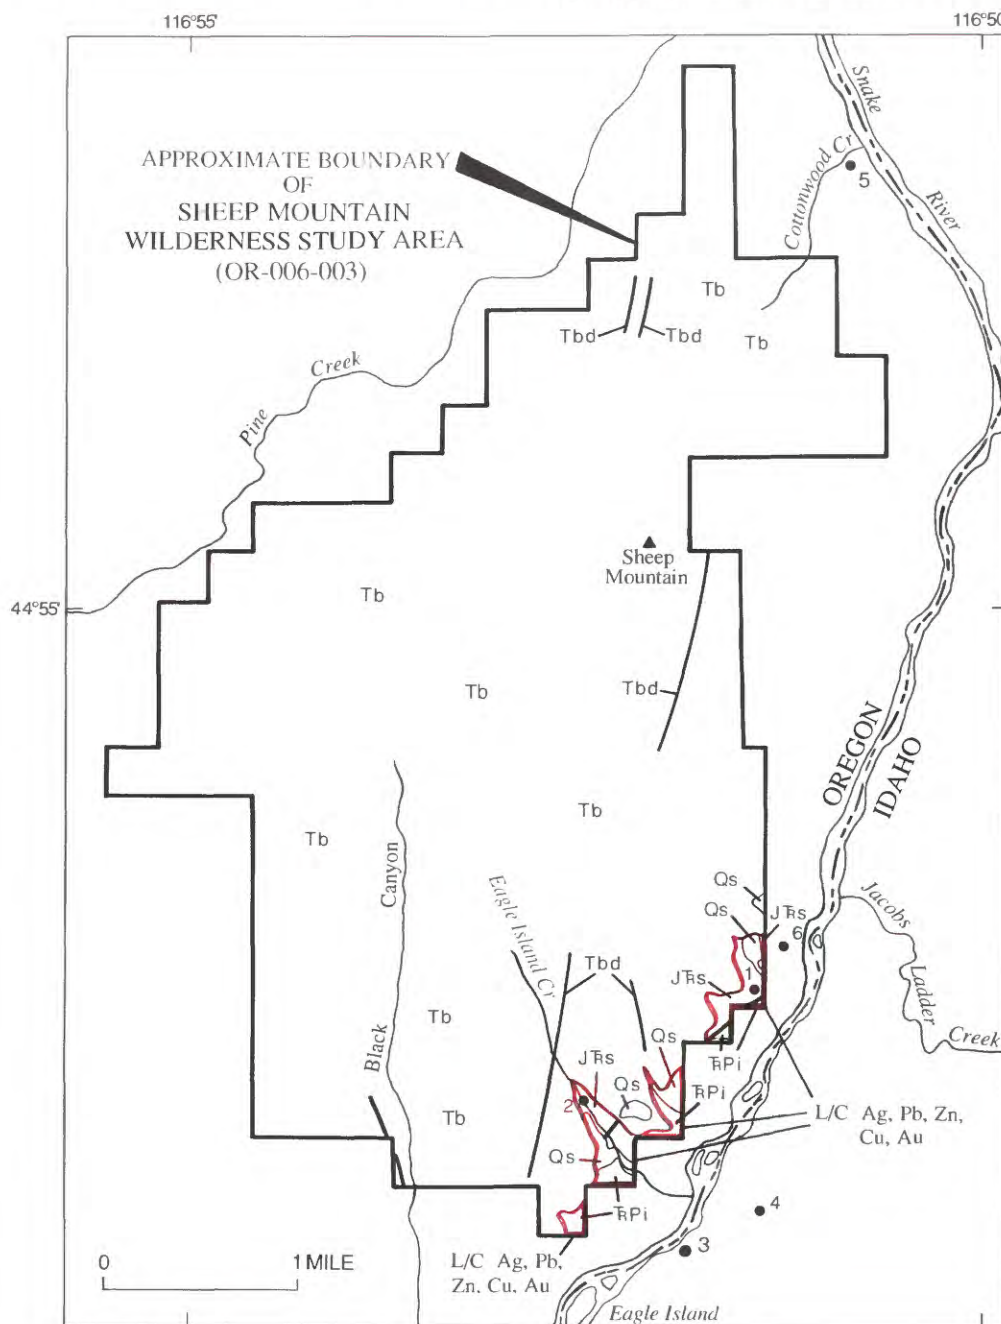 116°55'
116°50'
Snake
River
APPROXIMATE BOUNDARY
OF
SHEEP MOUNTAIN
WILDERNESS STUDY AREA
(OR-006-003)
Cottonwood Cr
5
Tb
Tbd
Tbd
Tb
Pine
Creek
Sheep
Mountain
44°55'
Tb
Tbd
Tb
OREGON
IDAHO
Tb
Tb
Black
Canyon
Eagle Island Cr
Qs
Qs
JTRs
6
Jacobs
Ladder
Creek
Tbd
JTRs
1
Tb
TRPi
JTRs
Qs
Qs
2
TRPi
L/C Ag, Pb, Zn,
Cu, Au
Tb
Qs
TRPi
4
3
L/C Ag, Pb,
Zn, Cu, Au
0
1 MILE
Eagle Island